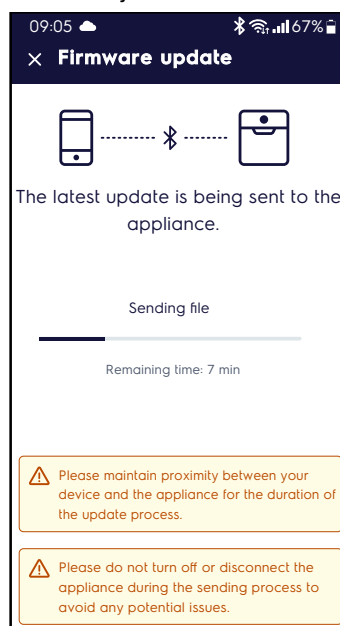 09:05 67%
× Firmware update
The latest update is being sent to the
appliance.
Sending file
Remaining time: 7 min
Please maintain proximity between your
device and the appliance for the duration of
the update process.
Please do not turn off or disconnect the
appliance during the sending process to
avoid any potential issues.